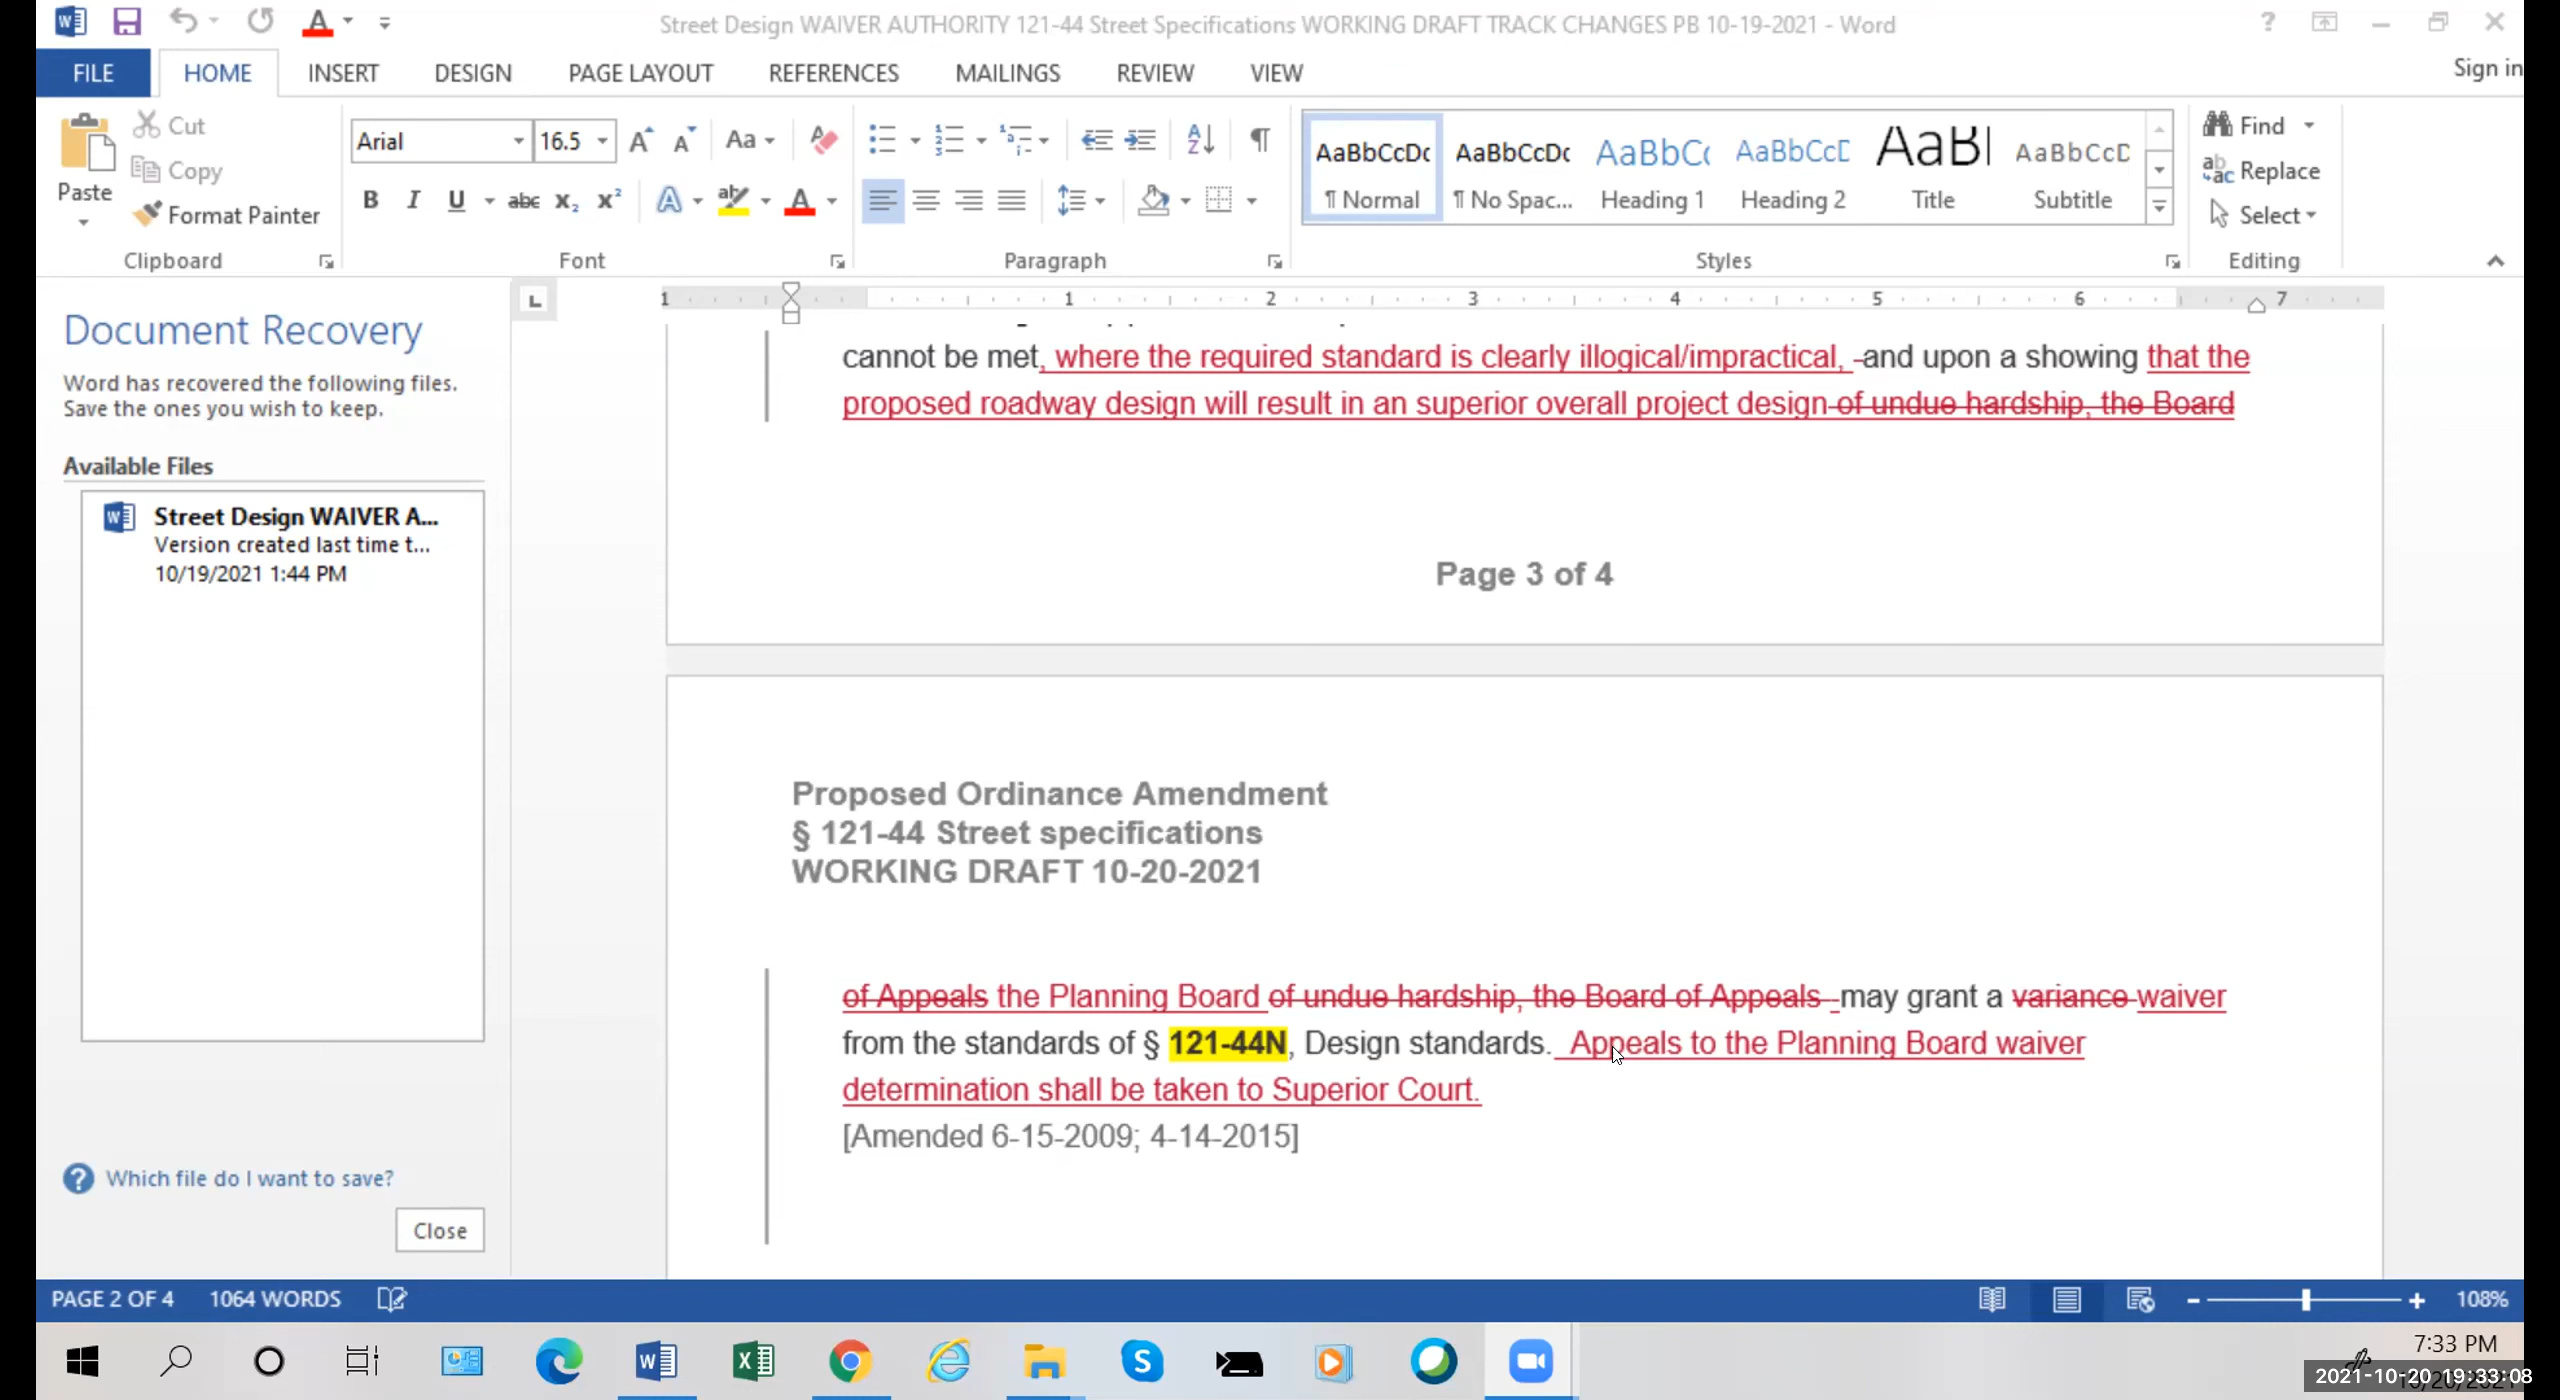 Street Design WAIVER AUTHORITY 121-44 Street Specifications WORKING DRAFT TRACK CHANGES PB 10-19-2021 - Word
FILE HOME INSERT DESIGN PAGE LAYOUT REFERENCES MAILINGS REVIEW VIEW Sign in
Paste
Cut
Copy
Format Painter
Clipboard
Arial 16.5
Font
Paragraph
AaBbCcDc AaBbCcDc AaBbC AaBbCcD AaB AaBbCcD
¶ Normal ¶ No Spac... Heading 1 Heading 2 Title Subtitle
Styles
Find
Replace
Select
Editing
1 1 2 3 4 5 6 7
Document Recovery
Word has recovered the following files.
Save the ones you wish to keep.
Available Files
Street Design WAIVER A...
Version created last time t...
10/19/2021 1:44 PM
Which file do I want to save?
Close
cannot be met, where the required standard is clearly illogical/impractical, and upon a showing that the
proposed roadway design will result in an superior overall project design of undue hardship, the Board
Page 3 of 4
Proposed Ordinance Amendment
§ 121-44 Street specifications
WORKING DRAFT 10-20-2021
of Appeals the Planning Board of undue hardship, the Board of Appeals may grant a variance waiver
from the standards of § 121-44N, Design standards. Appeals to the Planning Board waiver
determination shall be taken to Superior Court.
[Amended 6-15-2009; 4-14-2015]
PAGE 2 OF 4 1064 WORDS 108%
7:33 PM
2021-10-20 19:33:08